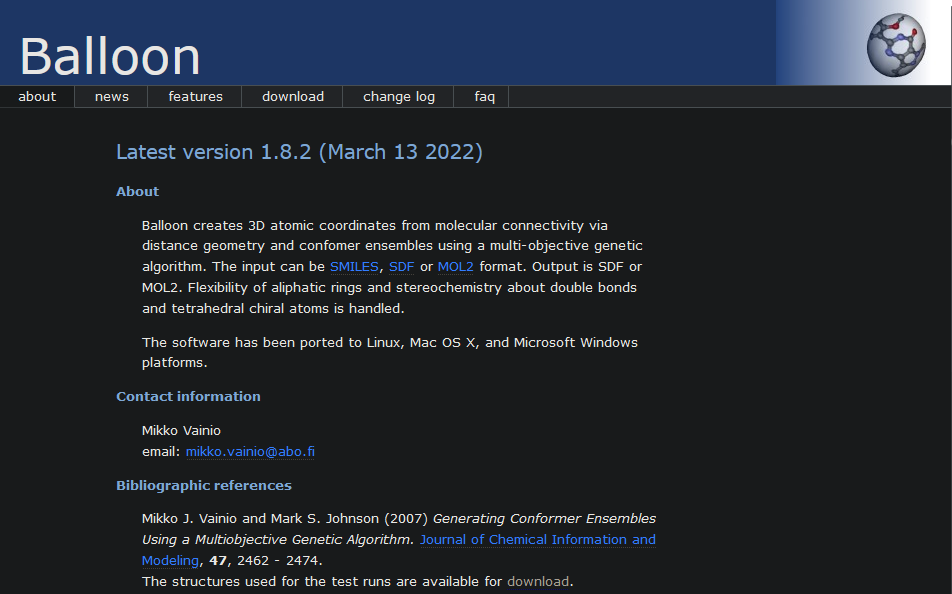 Balloon
about news features download change log faq
Latest version 1.8.2 (March 13 2022)
About
Balloon creates 3D atomic coordinates from molecular connectivity via
distance geometry and confomer ensembles using a multi-objective genetic
algorithm. The input can be SMILES, SDF or MOL2 format. Output is SDF or
MOL2. Flexibility of aliphatic rings and stereochemistry about double bonds
and tetrahedral chiral atoms is handled.
The software has been ported to Linux, Mac OS X, and Microsoft Windows
platforms.
Contact information
Mikko Vainio
email: mikko.vainio@abo.fi
Bibliographic references
Mikko J. Vainio and Mark S. Johnson (2007) Generating Conformer Ensembles
Using a Multiobjective Genetic Algorithm. Journal of Chemical Information and
Modeling, 47, 2462 - 2474.
The structures used for the test runs are available for download.